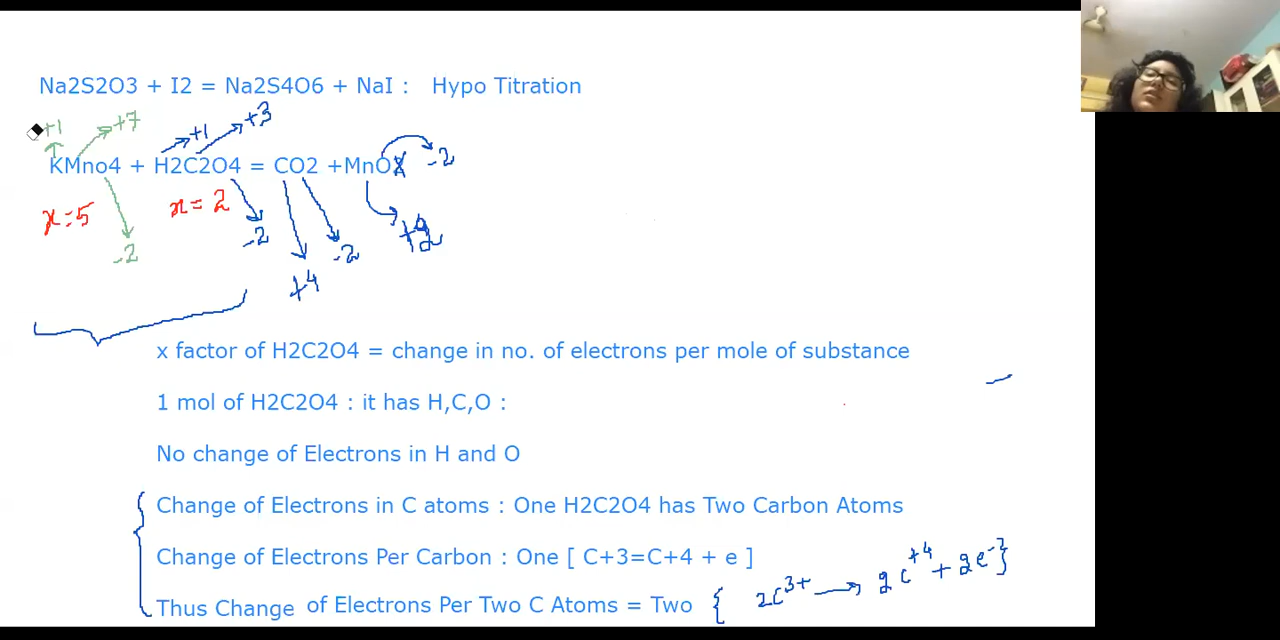 Na2S2O3 + I2 = Na2S4O6 + NaI : Hypo Titration
+1 +7 +1 +3
KMno4 + H2C2O4 = CO2 +MnO -2
x=5 x=2
-2 -2 +4 -2 +2
x factor of H2C2O4 = change in no. of electrons per mole of substance
1 mol of H2C2O4 : it has H,C,O :
No change of Electrons in H and O
Change of Electrons in C atoms : One H2C2O4 has Two Carbon Atoms
Change of Electrons Per Carbon : One [ C+3=C+4 + e ]
Thus Change of Electrons Per Two C Atoms = Two { 2C3+ → 2C+4 + 2e- }